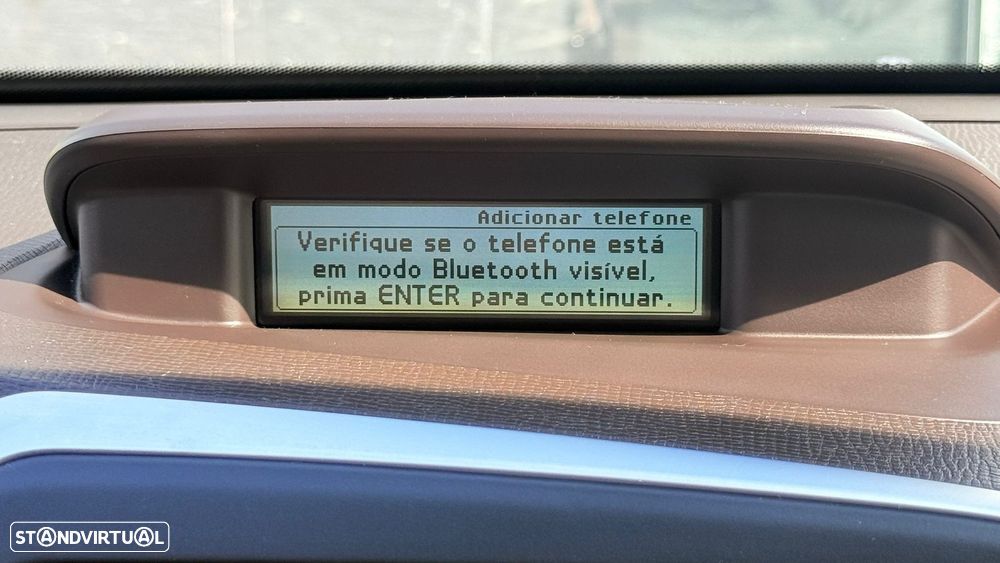 Adicionar telefone
Verifique se o telefone está
em modo Bluetooth visível,
prima ENTER para continuar.
STANDVIRTUAL